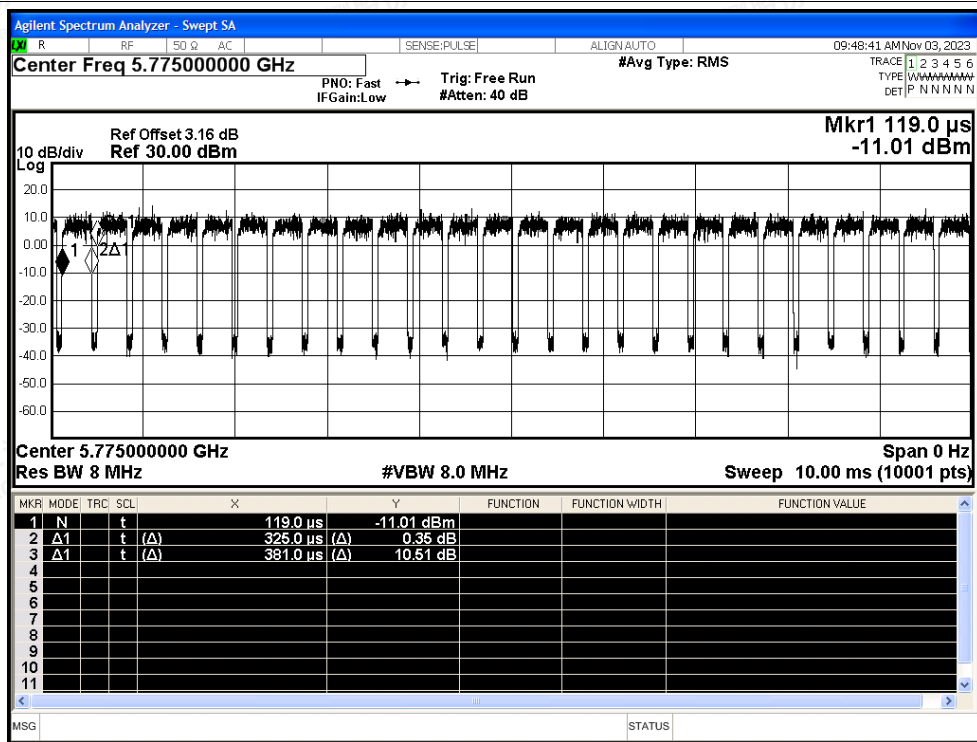 Agilent Spectrum Analyzer - Swept SA
LXI R RF 50 Ω AC SENSE:PULSE ALIGN AUTO 09:48:41 AM Nov 03, 2023
Center Freq 5.775000000 GHz
PNO: Fast
IFGain:Low
Trig: Free Run
#Atten: 40 dB
#Avg Type: RMS
TRACE 1 2 3 4 5 6
TYPE
DET P N N N N N
Ref Offset 3.16 dB
Ref 30.00 dBm
10 dB/div
Log
Mkr1 119.0 µs
-11.01 dBm
20.0
10.0
0.00
-10.0
-20.0
-30.0
-40.0
-50.0
-60.0
1
2Δ1
Center 5.775000000 GHz
Res BW 8 MHz
#VBW 8.0 MHz
Span 0 Hz
Sweep 10.00 ms (10001 pts)
MKR MODE TRC SCL X Y FUNCTION FUNCTION WIDTH FUNCTION VALUE
1 N t 119.0 µs -11.01 dBm
2 Δ1 t (Δ) 325.0 µs (Δ) 0.35 dB
3 Δ1 t (Δ) 381.0 µs (Δ) 10.51 dB
4
5
6
7
8
9
10
11
MSG
STATUS